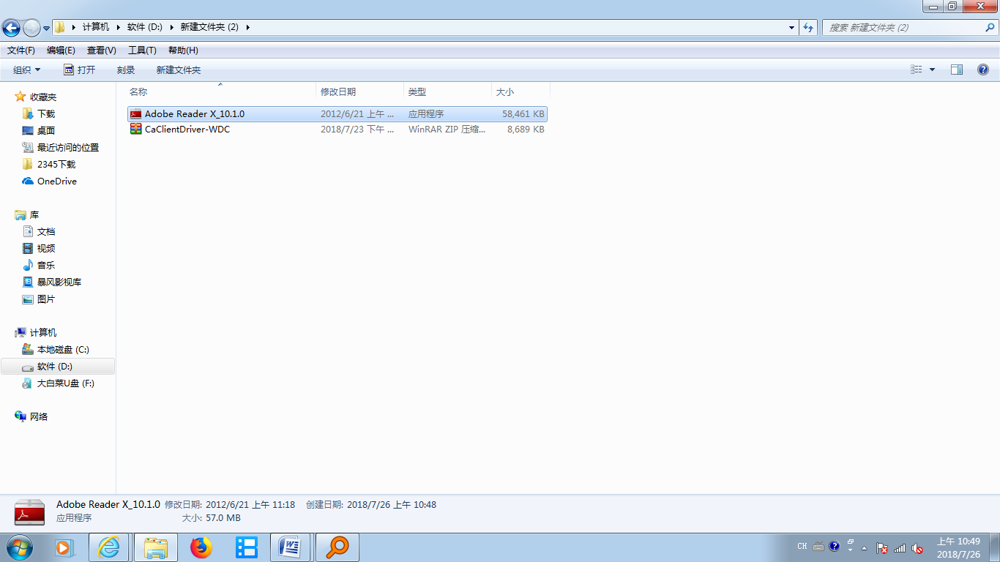 计算机 软件 (D:) 新建文件夹 (2)
搜索 新建文件夹 (2)
文件(F) 编辑(E) 查看(V) 工具(T) 帮助(H)
组织 打开 刻录 新建文件夹
名称 修改日期 类型 大小
Adobe Reader X_10.1.0 2012/6/21 上午 ... 应用程序 58,461 KB
CaClientDriver-WDC 2018/7/23 下午 ... WinRAR ZIP 压缩... 8,689 KB
收藏夹
下载
桌面
最近访问的位置
2345下载
OneDrive
库
文档
视频
音乐
暴风影视库
图片
计算机
本地磁盘 (C:)
软件 (D:)
大白菜U盘 (F:)
网络
Adobe Reader X_10.1.0 修改日期: 2012/6/21 上午 11:18 创建日期: 2018/7/26 上午 10:48
应用程序 大小: 57.0 MB
CH 上午 10:49
2018/7/26